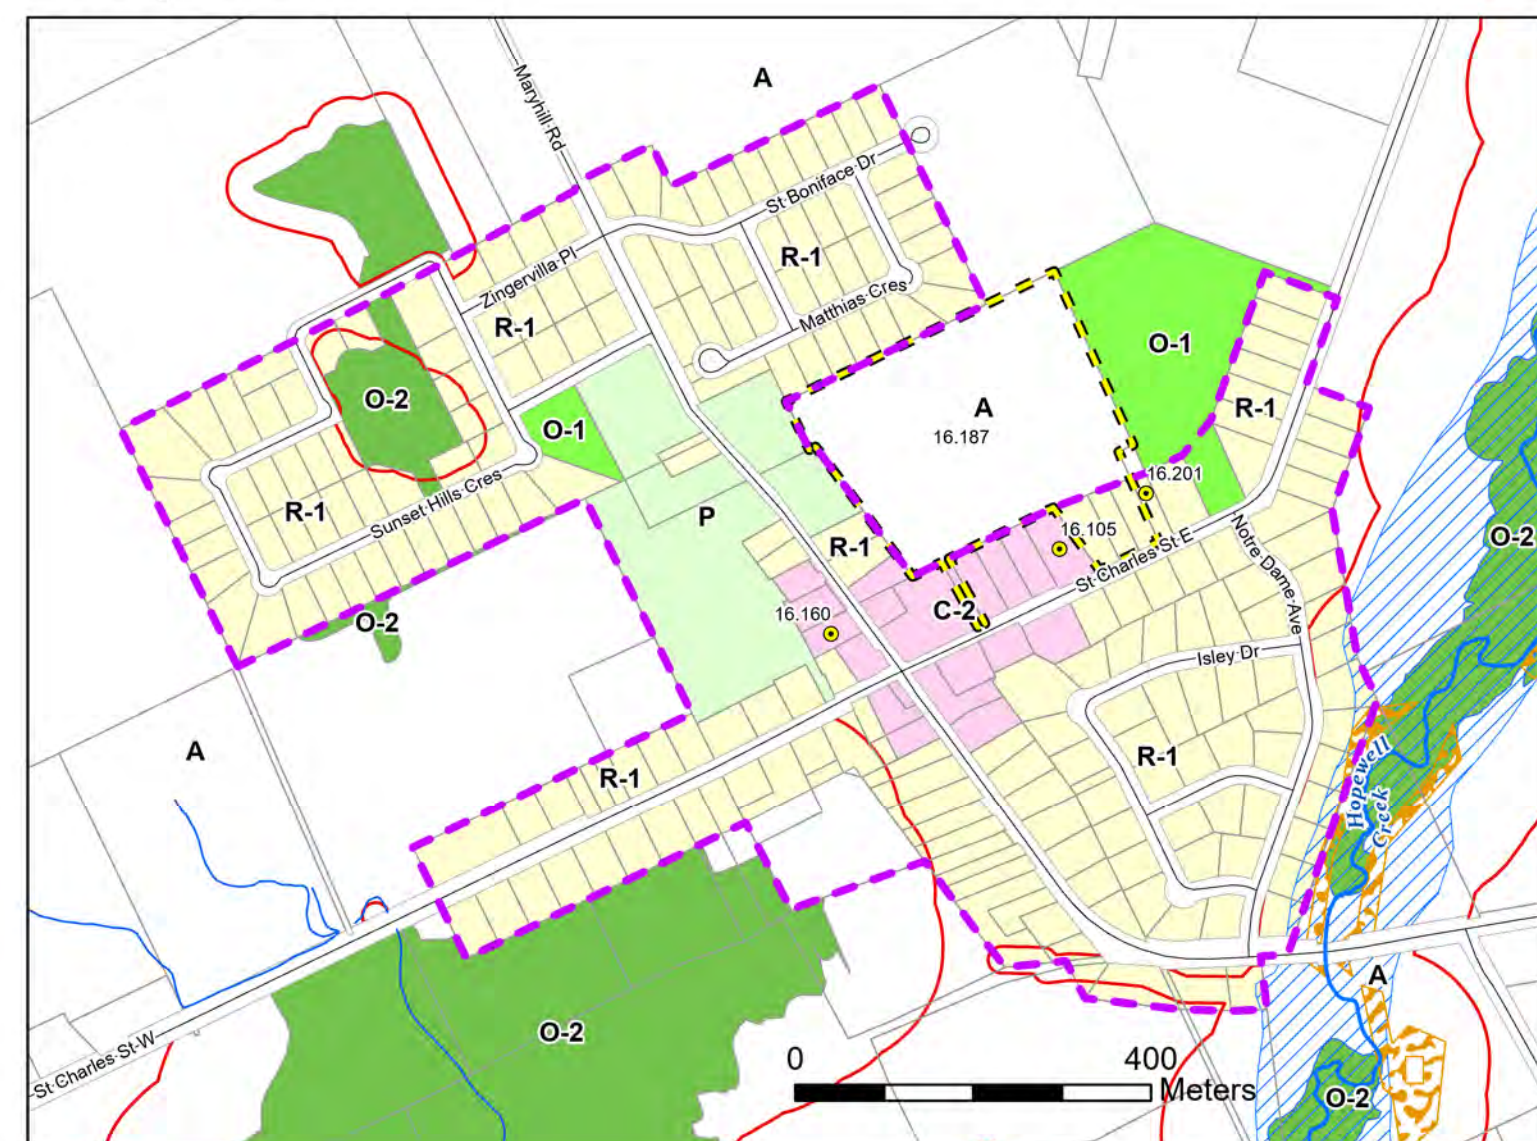 A
Maryhill Rd
St Boniface Dr
R-1
Zingervilla Pl
Matthias Cres
R-1
O-1
O-2
A
16.187
R-1
O-1
16.201
R-1
Sunset Hills Cres
P
R-1
16.105
O-2
Notre Dame Ave
St Charles St E
C-2
16.160
O-2
Isley Dr
A
R-1
R-1
Hopewell
Creek
A
O-2
0
400
Meters
St Charles St W
O-2